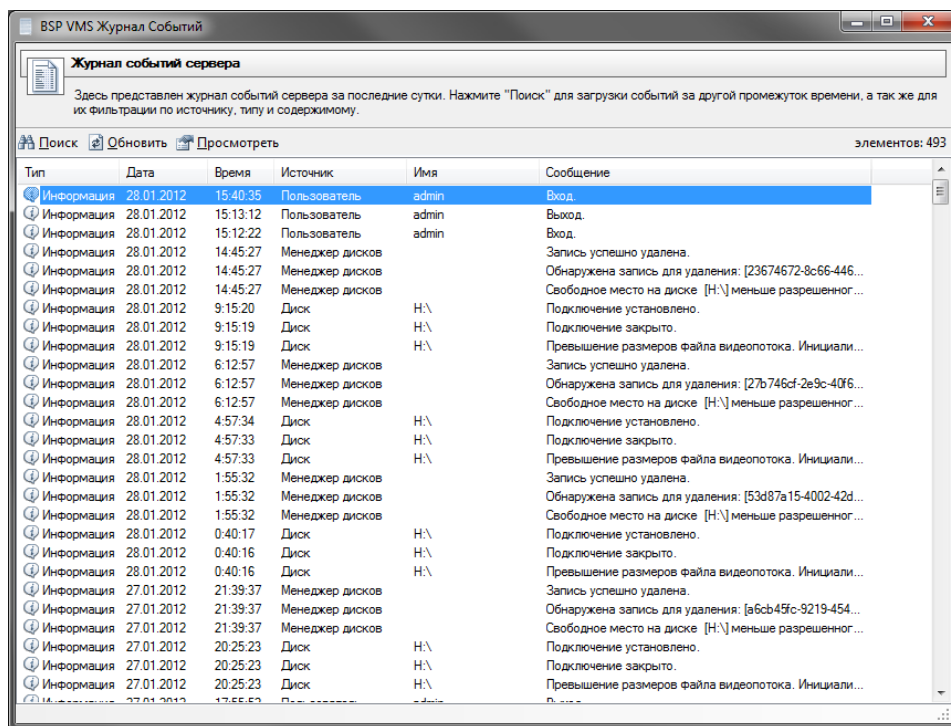 BSP VMS Журнал Событий
Журнал событий сервера
Здесь представлен журнал событий сервера за последние сутки. Нажмите "Поиск" для загрузки событий за другой промежуток времени, а так же для
их фильтрации по источнику, типу и содержимому.
Поиск Обновить Просмотреть элементов: 493
Тип Дата Время Источник Имя Сообщение
Информация 28.01.2012 15:40:35 Пользователь admin Вход.
Информация 28.01.2012 15:13:12 Пользователь admin Выход.
Информация 28.01.2012 15:12:22 Пользователь admin Вход.
Информация 28.01.2012 14:45:27 Менеджер дисков Запись успешно удалена.
Информация 28.01.2012 14:45:27 Менеджер дисков Обнаружена запись для удаления: [23674672-8c66-446...
Информация 28.01.2012 14:45:27 Менеджер дисков Свободное место на диске [H:\] меньше разрешенног...
Информация 28.01.2012 9:15:20 Диск H:\ Подключение установлено.
Информация 28.01.2012 9:15:19 Диск H:\ Подключение закрыто.
Информация 28.01.2012 9:15:19 Диск H:\ Превышение размеров файла видеопотока. Инициали...
Информация 28.01.2012 6:12:57 Менеджер дисков Запись успешно удалена.
Информация 28.01.2012 6:12:57 Менеджер дисков Обнаружена запись для удаления: [27b746cf-2e9c-40f6...
Информация 28.01.2012 6:12:57 Менеджер дисков Свободное место на диске [H:\] меньше разрешенног...
Информация 28.01.2012 4:57:34 Диск H:\ Подключение установлено.
Информация 28.01.2012 4:57:33 Диск H:\ Подключение закрыто.
Информация 28.01.2012 4:57:33 Диск H:\ Превышение размеров файла видеопотока. Инициали...
Информация 28.01.2012 1:55:32 Менеджер дисков Запись успешно удалена.
Информация 28.01.2012 1:55:32 Менеджер дисков Обнаружена запись для удаления: [53d87a15-4002-42d...
Информация 28.01.2012 1:55:32 Менеджер дисков Свободное место на диске [H:\] меньше разрешенног...
Информация 28.01.2012 0:40:17 Диск H:\ Подключение установлено.
Информация 28.01.2012 0:40:16 Диск H:\ Подключение закрыто.
Информация 28.01.2012 0:40:16 Диск H:\ Превышение размеров файла видеопотока. Инициали...
Информация 27.01.2012 21:39:37 Менеджер дисков Запись успешно удалена.
Информация 27.01.2012 21:39:37 Менеджер дисков Обнаружена запись для удаления: [a6cb45fc-9219-454...
Информация 27.01.2012 21:39:37 Менеджер дисков Свободное место на диске [H:\] меньше разрешенног...
Информация 27.01.2012 20:25:23 Диск H:\ Подключение установлено.
Информация 27.01.2012 20:25:23 Диск H:\ Подключение закрыто.
Информация 27.01.2012 20:25:23 Диск H:\ Превышение размеров файла видеопотока. Инициали...